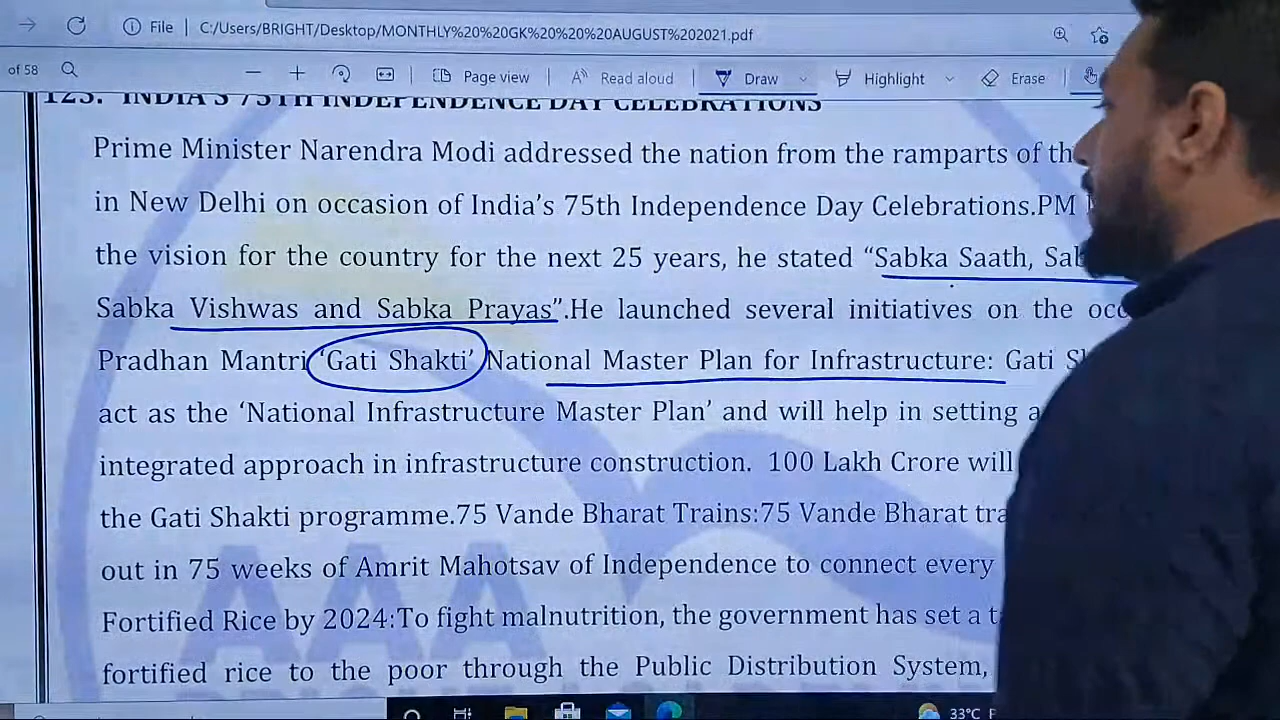 File | C:/Users/BRIGHT/Desktop/MONTHLY%20%20GK%20%20%20AUGUST%202021.pdf
of 58 Page view Read aloud Draw Highlight Erase
123. INDIA'S 75TH INDEPENDENCE DAY CELEBRATIONS
Prime Minister Narendra Modi addressed the nation from the ramparts of
in New Delhi on occasion of India's 75th Independence Day Celebrations.PM
the vision for the country for the next 25 years, he stated "Sabka Saath,
Sabka Vishwas and Sabka Prayas".He launched several initiatives on the
Pradhan Mantri 'Gati Shakti' National Master Plan for Infrastructure: Gati
act as the 'National Infrastructure Master Plan' and will help in setting
integrated approach in infrastructure construction. 100 Lakh Crore will
the Gati Shakti programme.75 Vande Bharat Trains:75 Vande Bharat
out in 75 weeks of Amrit Mahotsav of Independence to connect every
Fortified Rice by 2024:To fight malnutrition, the government has set a
fortified rice to the poor through the Public Distribution System,
AAA
33°C